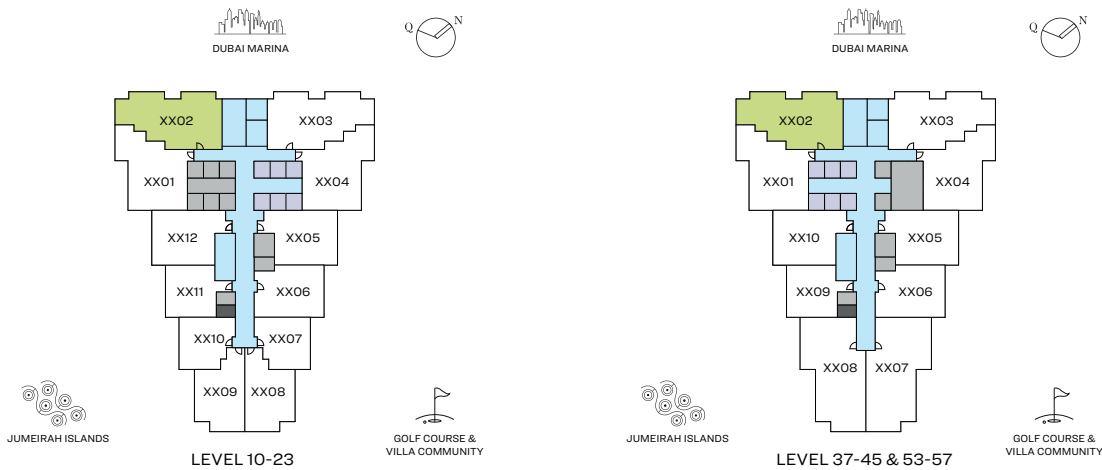 DUBAI MARINA
Q N
XX02 XX03
XX01 XX04
XX12 XX05
XX11 XX06
XX10 XX07
XX09 XX08
JUMEIRAH ISLANDS
GOLF COURSE &
VILLA COMMUNITY
LEVEL 10-23
DUBAI MARINA
Q N
XX02 XX03
XX01 XX04
XX10 XX05
XX09 XX06
XX08 XX07
JUMEIRAH ISLANDS
GOLF COURSE &
VILLA COMMUNITY
LEVEL 37-45 & 53-57